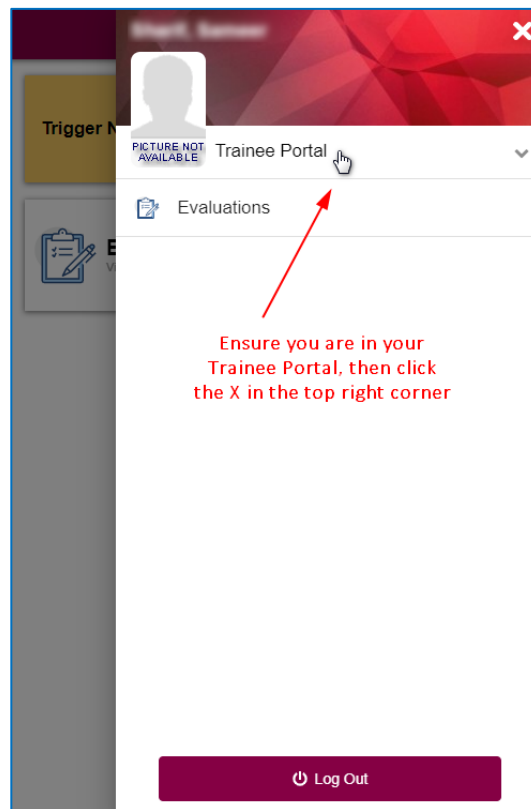 Trigger N
PICTURE NOT
AVAILABLE
Trainee Portal
Evaluations
E
Vi
Ensure you are in your
Trainee Portal, then click
the X in the top right corner
Log Out